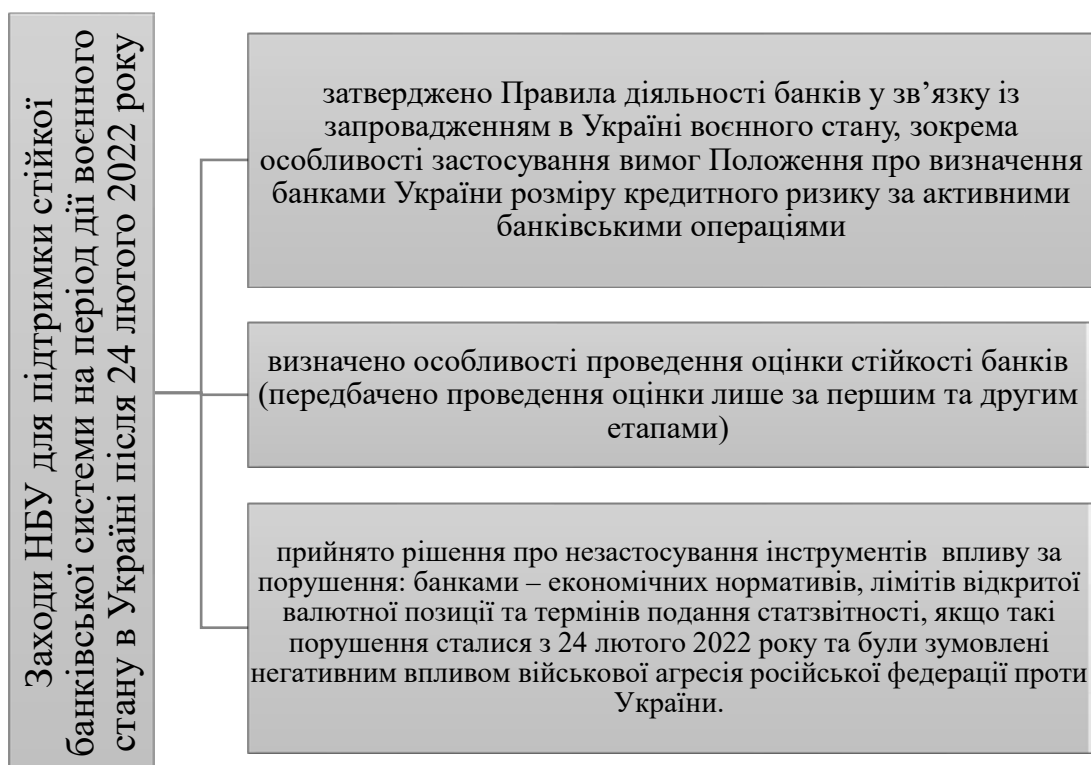 Заходи НБУ для підтримки стійкої
банківської системи на період дії воєнного
стану в Україні після 24 лютого 2022 року
затверджено Правила діяльності банків у зв’язку із
запровадженням в Україні воєнного стану, зокрема
особливості застосування вимог Положення про визначення
банками України розміру кредитного ризику за активними
банківськими операціями
визначено особливості проведення оцінки стійкості банків
(передбачено проведення оцінки лише за першим та другим
етапами)
прийнято рішення про незастосування інструментів впливу за
порушення: банками – економічних нормативів, лімітів відкритої
валютної позиції та термінів подання статзвітності, якщо такі
порушення сталися з 24 лютого 2022 року та були зумовлені
негативним впливом військової агресія російської федерації проти
України.